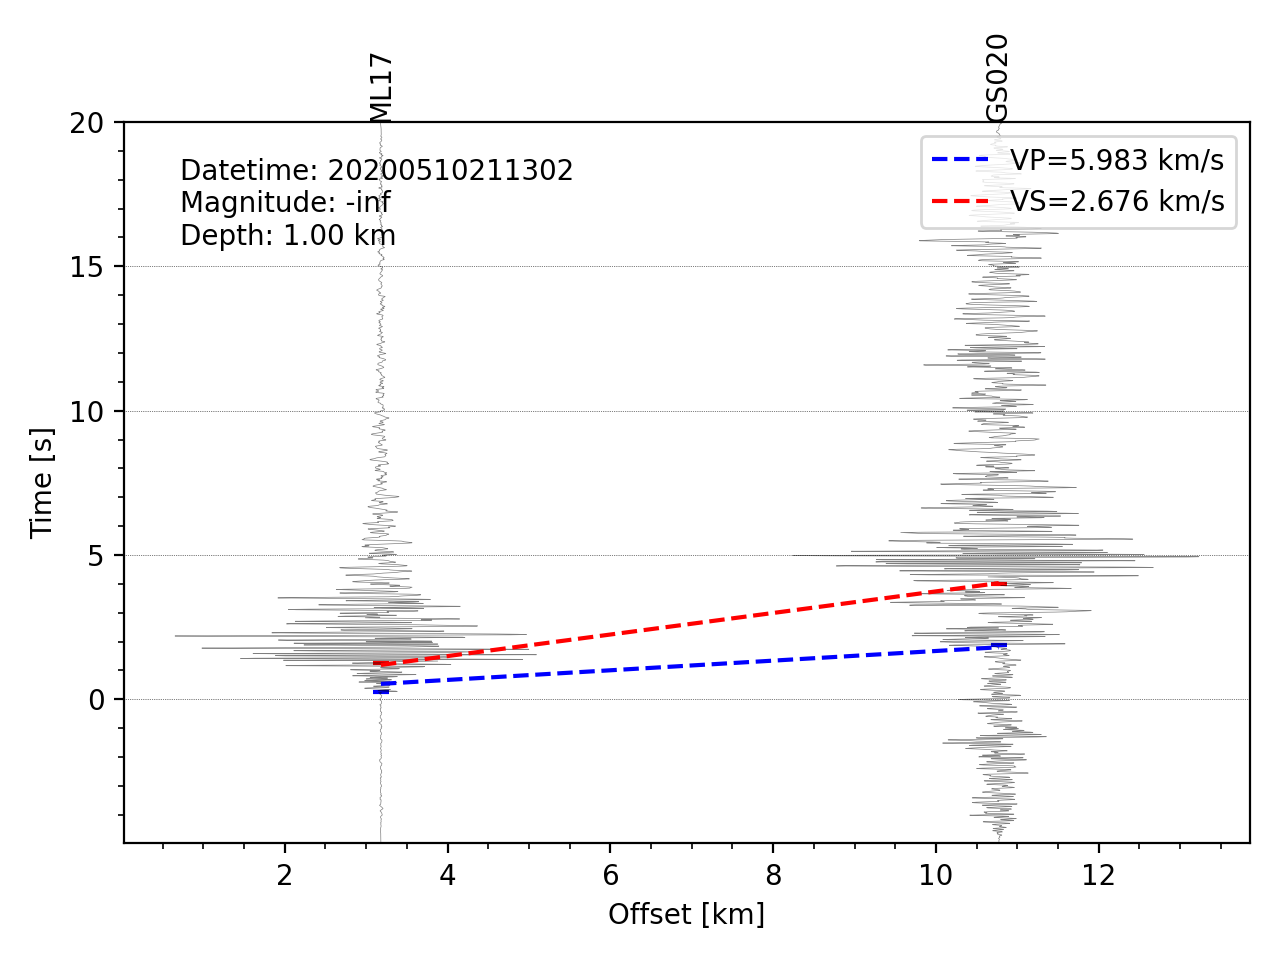 ML17
GS020
Datetime: 20200510211302
Magnitude: -inf
Depth: 1.00 km
VP=5.983 km/s
VS=2.676 km/s
20
15
10
5
0
Time [s]
2 4 6 8 10 12
Offset [km]